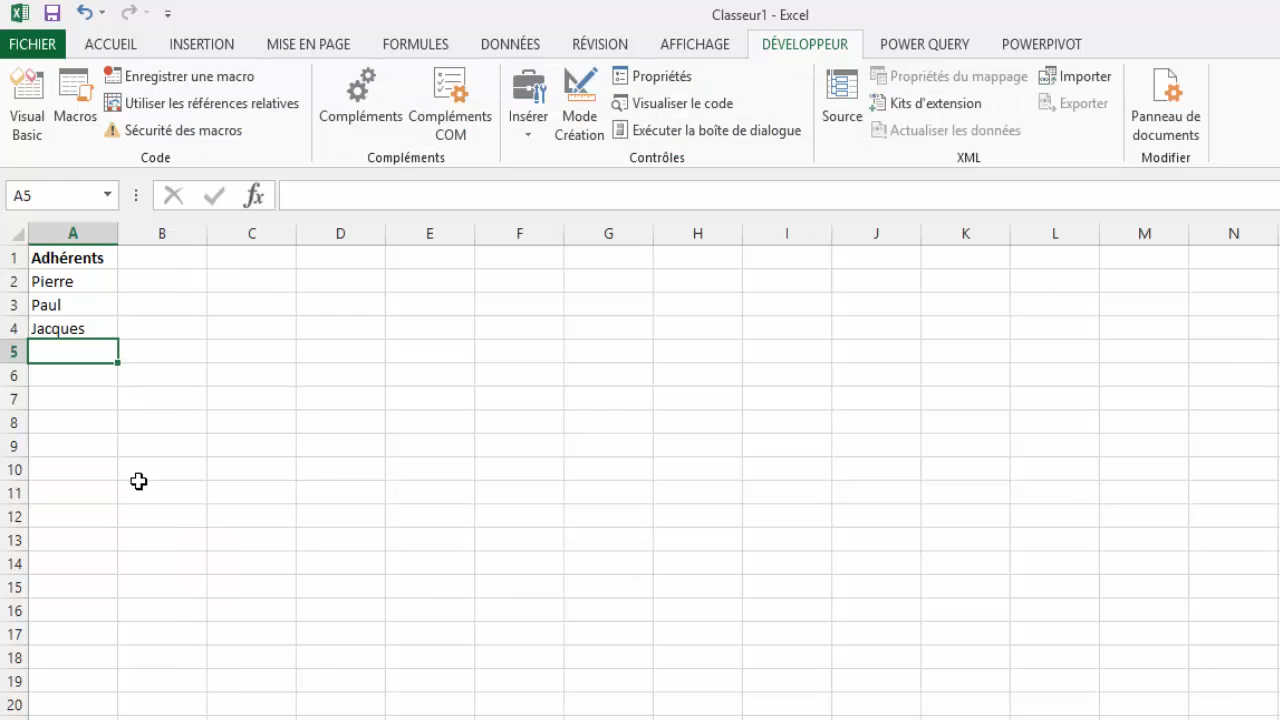 Classeur1 - Excel
FICHIER ACCUEIL INSERTION MISE EN PAGE FORMULES DONNÉES RÉVISION AFFICHAGE DÉVELOPPEUR POWER QUERY POWERPIVOT
Visual Basic
Macros
Enregistrer une macro
Utiliser les références relatives
Sécurité des macros
Code
Compléments
Compléments COM
Compléments
Insérer
Mode Création
Propriétés
Visualiser le code
Exécuter la boîte de dialogue
Contrôles
Source
Propriétés du mappage
Kits d'extension
Actualiser les données
Importer
Exporter
XML
Panneau de documents
Modifier
A5 fx
A B C D E F G H I J K L M N
1 Adhérents
2 Pierre
3 Paul
4 Jacques
5
6
7
8
9
10
11
12
13
14
15
16
17
18
19
20